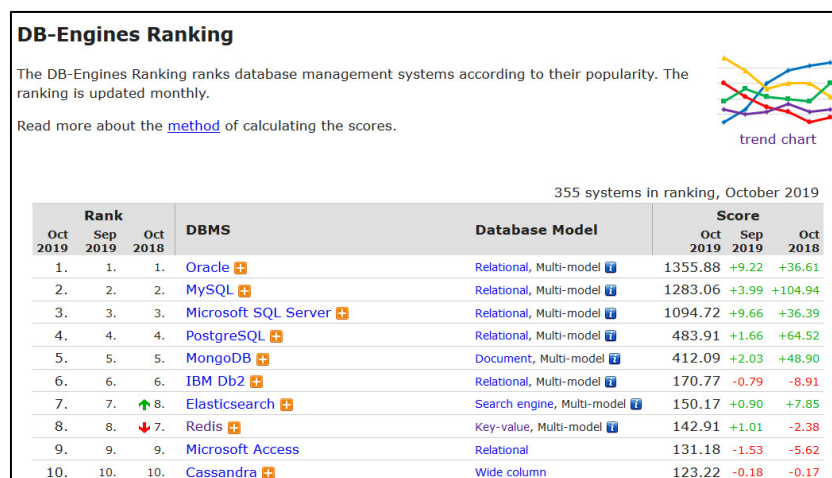 DB-Engines Ranking
The DB-Engines Ranking ranks database management systems according to their popularity. The
ranking is updated monthly.
Read more about the method of calculating the scores.
trend chart
355 systems in ranking, October 2019
Rank DBMS Database Model Score
Oct 2019 Sep 2019 Oct 2018 Oct 2019 Sep 2019 Oct 2018
1. 1. 1. Oracle Relational, Multi-model 1355.88 +9.22 +36.61
2. 2. 2. MySQL Relational, Multi-model 1283.06 +3.99 +104.94
3. 3. 3. Microsoft SQL Server Relational, Multi-model 1094.72 +9.66 +36.39
4. 4. 4. PostgreSQL Relational, Multi-model 483.91 +1.66 +64.52
5. 5. 5. MongoDB Document, Multi-model 412.09 +2.03 +48.90
6. 6. 6. IBM Db2 Relational, Multi-model 170.77 -0.79 -8.91
7. 7. 8. Elasticsearch Search engine, Multi-model 150.17 +0.90 +7.85
8. 8. 7. Redis Key-value, Multi-model 142.91 +1.01 -2.38
9. 9. 9. Microsoft Access Relational 131.18 -1.53 -5.62
10. 10. 10. Cassandra Wide column 123.22 -0.18 -0.17